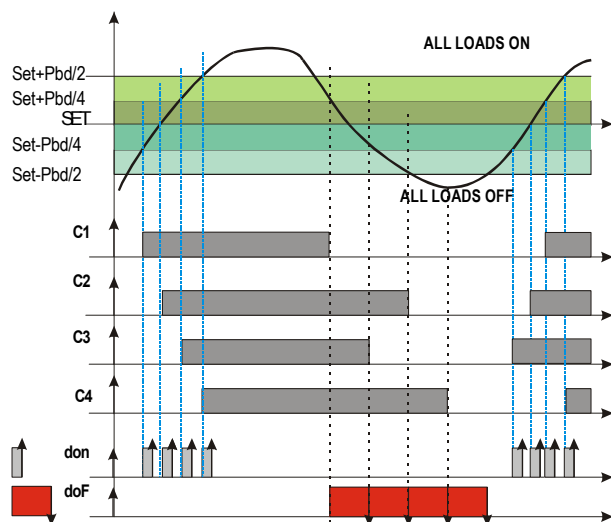 ALL LOADS ON
Set+Pbd/2
Set+Pbd/4
SET
Set-Pbd/4
Set-Pbd/2
ALL LOADS OFF
C1
C2
C3
C4
don
doF